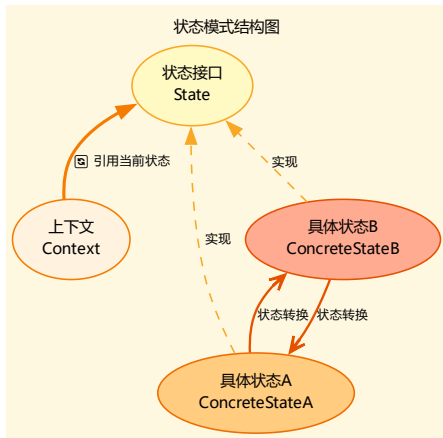 状态模式结构图
状态接口
State
🔄 引用当前状态
实现
上下文
Context
实现
具体状态B
ConcreteStateB
状态转换
状态转换
具体状态A
ConcreteStateA